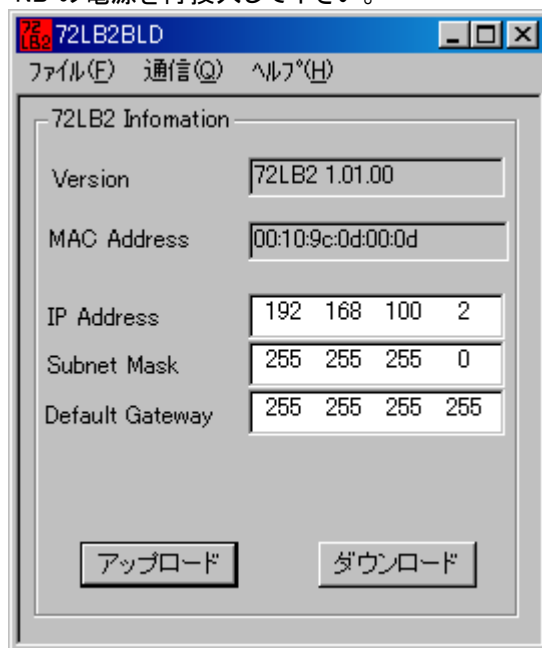 の電源を再投入して下さい。
72LB2BLD
ファイル(F) 通信(Q) ヘルプ(H)
72LB2 Infomation
Version 72LB2 1.01.00
MAC Address 00:10:9c:0d:00:0d
IP Address 192 168 100 2
Subnet Mask 255 255 255 0
Default Gateway 255 255 255 255
アップロード ダウンロード